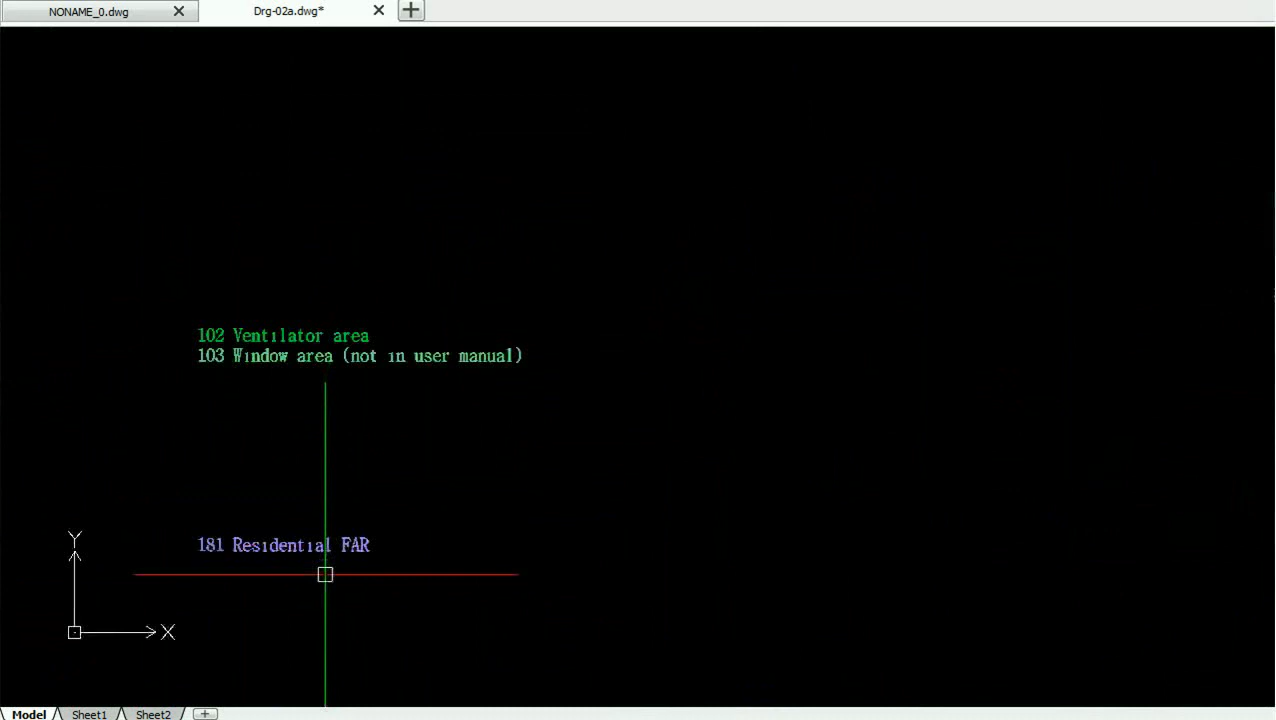 NONAME_0.dwg
Drg-02a.dwg*
102 Ventilator area
103 Window area (not in user manual)
181 Residential FAR
Y
X
Model Sheet1 Sheet2